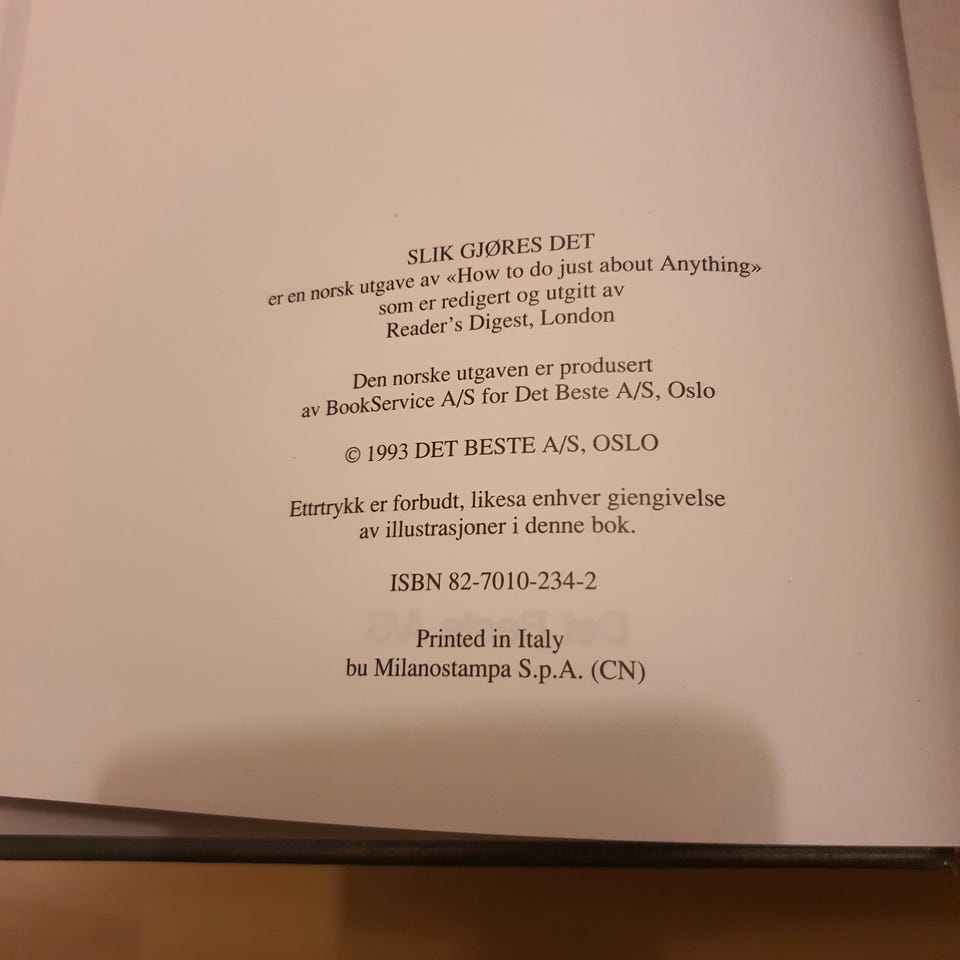 SLIK GJØRES DET
er en norsk utgave av «How to do just about Anything»
som er redigert og utgitt av
Reader's Digest, London
Den norske utgaven er produsert
av BookService A/S for Det Beste A/S, Oslo
© 1993 DET BESTE A/S, OSLO
Ettrtrykk er forbudt, likesa enhver giengivelse
av illustrasjoner i denne bok.
ISBN 82-7010-234-2
Printed in Italy
bu Milanostampa S.p.A. (CN)